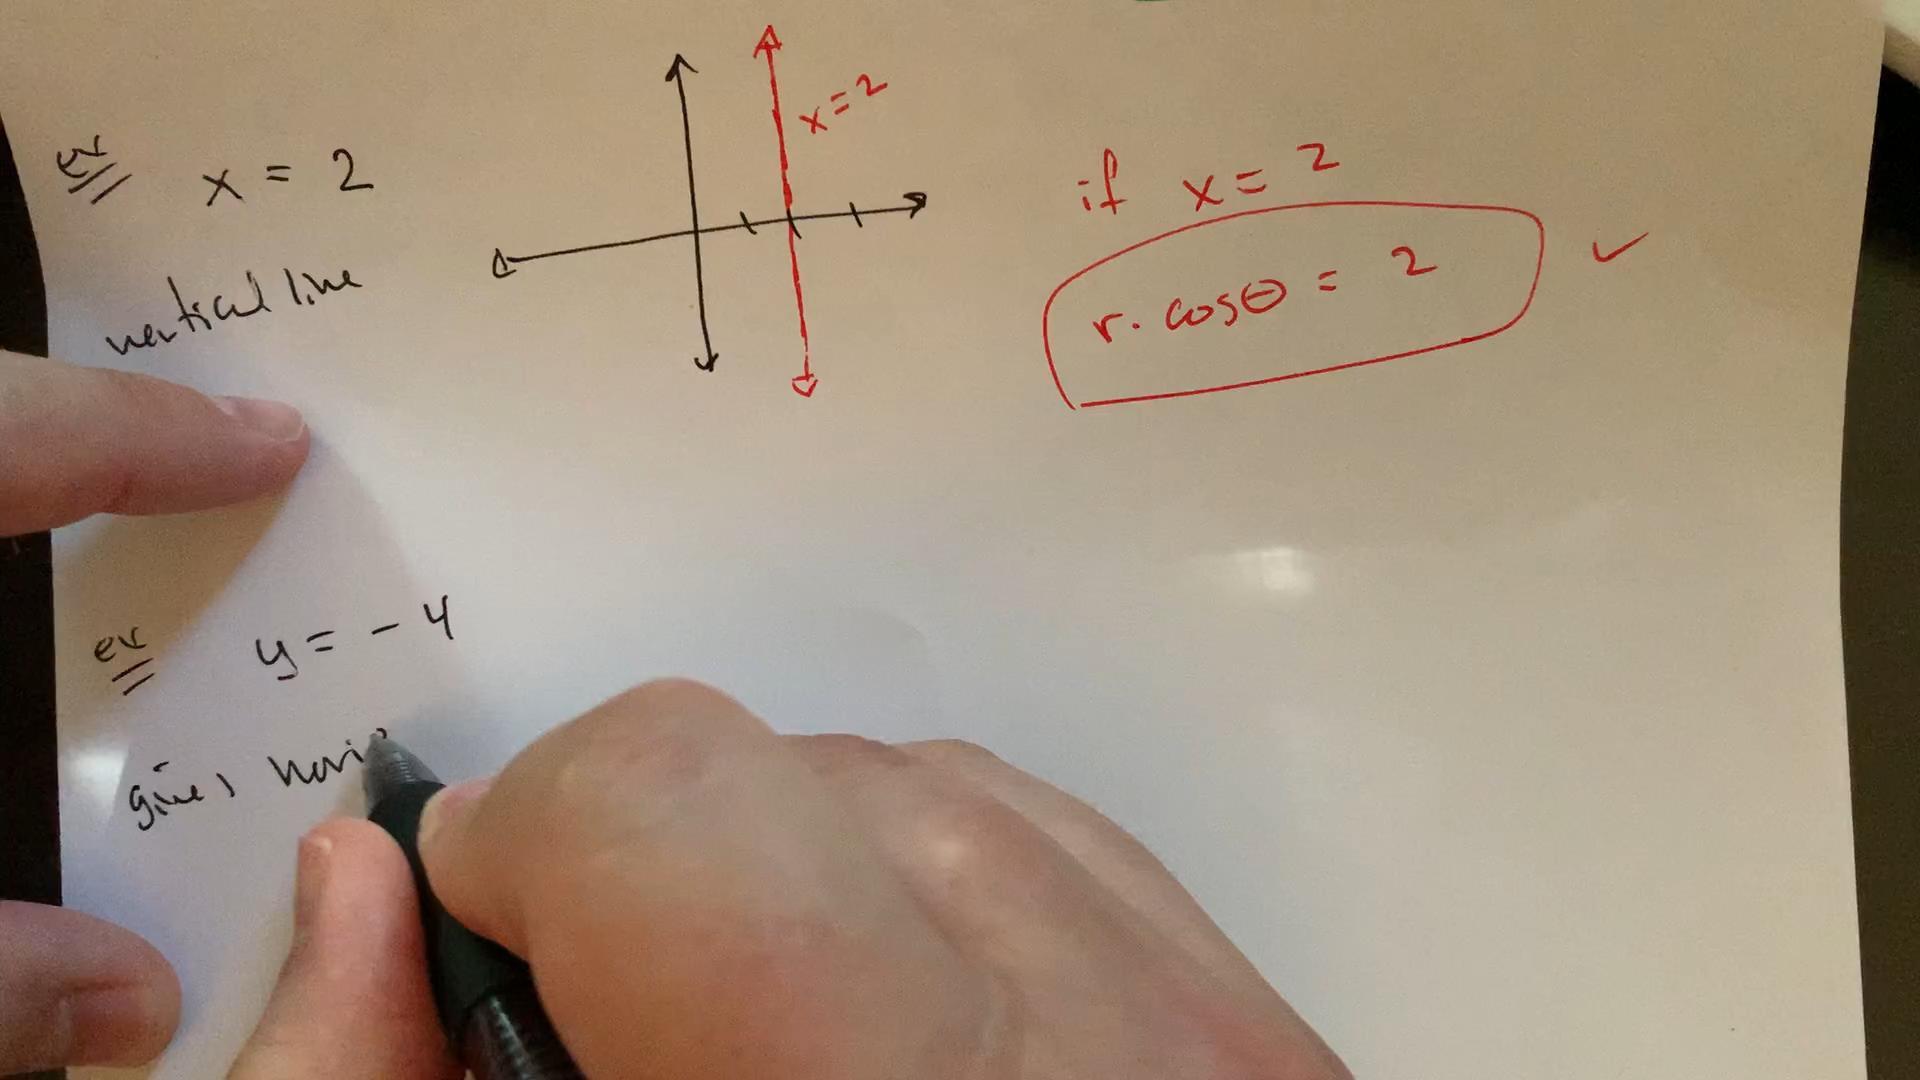 ex x = 2
vertical line
x = 2
if x = 2
r. cosθ = 2 ✓
ex y = - 4
gives